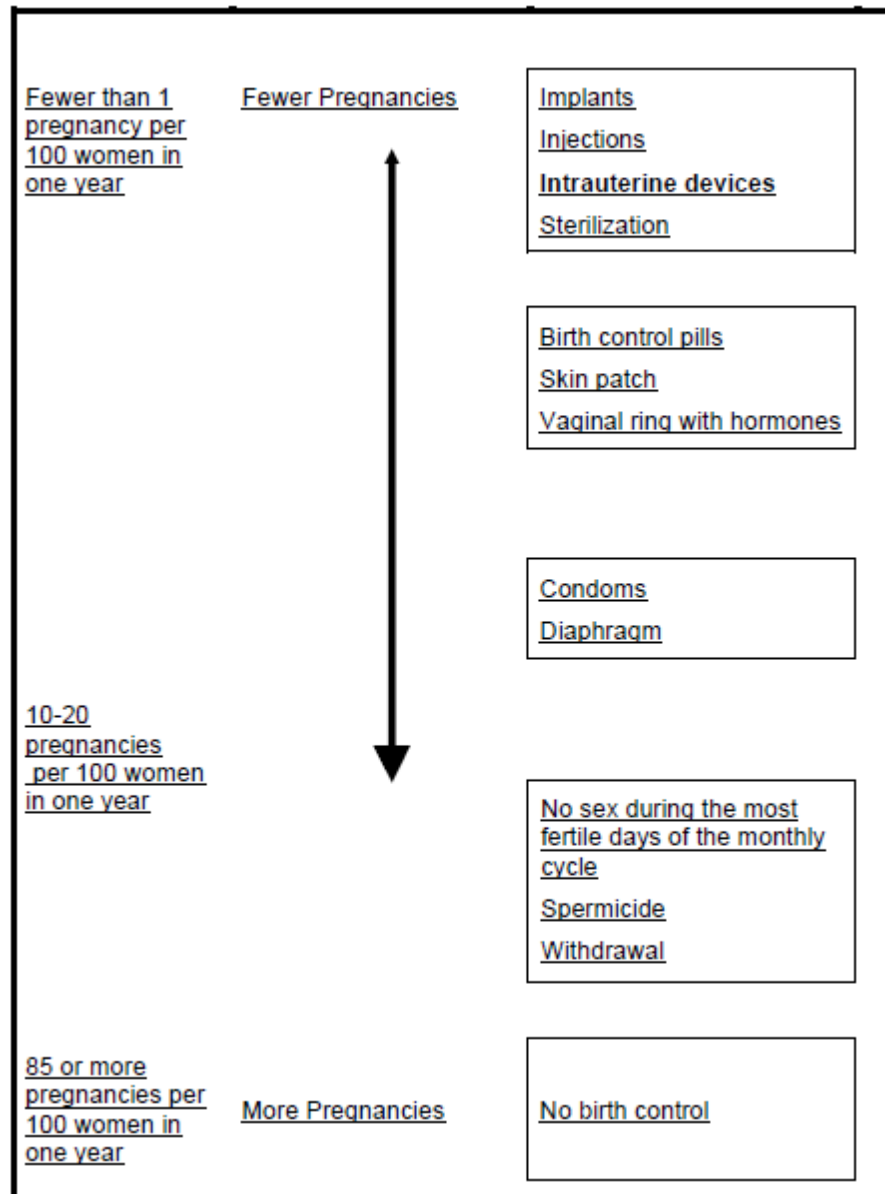 Fewer than 1
pregnancy per
100 women in
one year
Fewer Pregnancies
Implants
Injections
Intrauterine devices
Sterilization
Birth control pills
Skin patch
Vaginal ring with hormones
Condoms
Diaphragm
10-20
pregnancies
per 100 women
in one year
No sex during the most
fertile days of the monthly
cycle
Spermicide
Withdrawal
85 or more
pregnancies per
100 women in
one year
More Pregnancies
No birth control